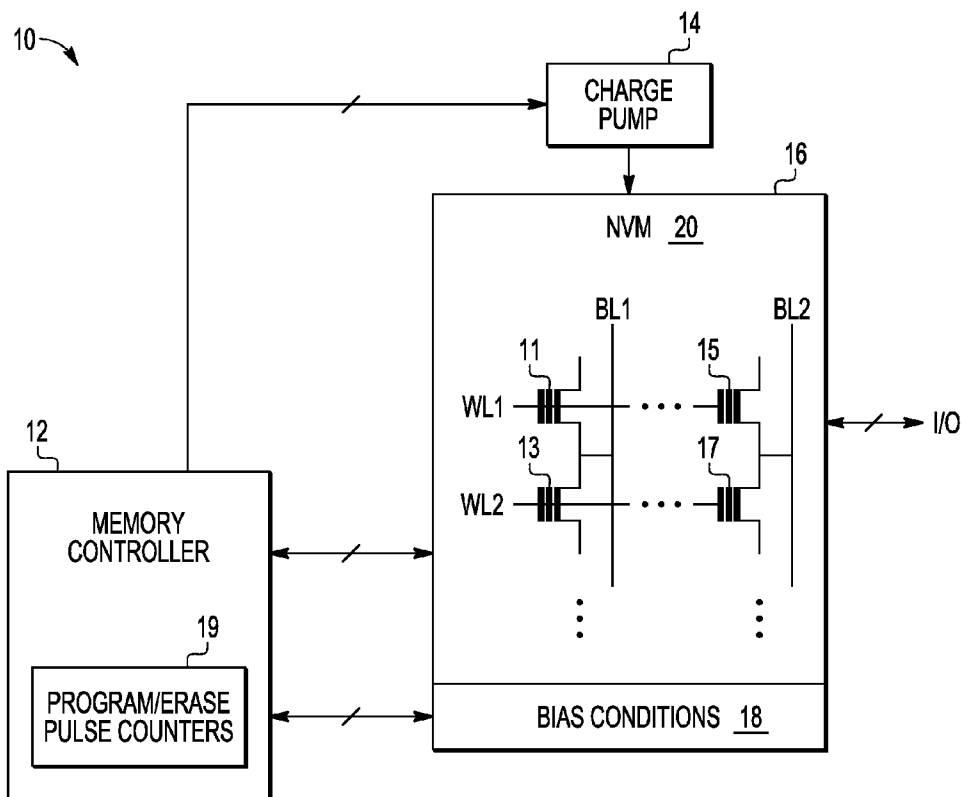 10
14
CHARGE
PUMP
16
NVM 20
BL1 BL2
11 15
WL1
I/O
12 13 17
WL2
MEMORY
CONTROLLER
19
PROGRAM/ERASE
PULSE COUNTERS
BIAS CONDITIONS 18